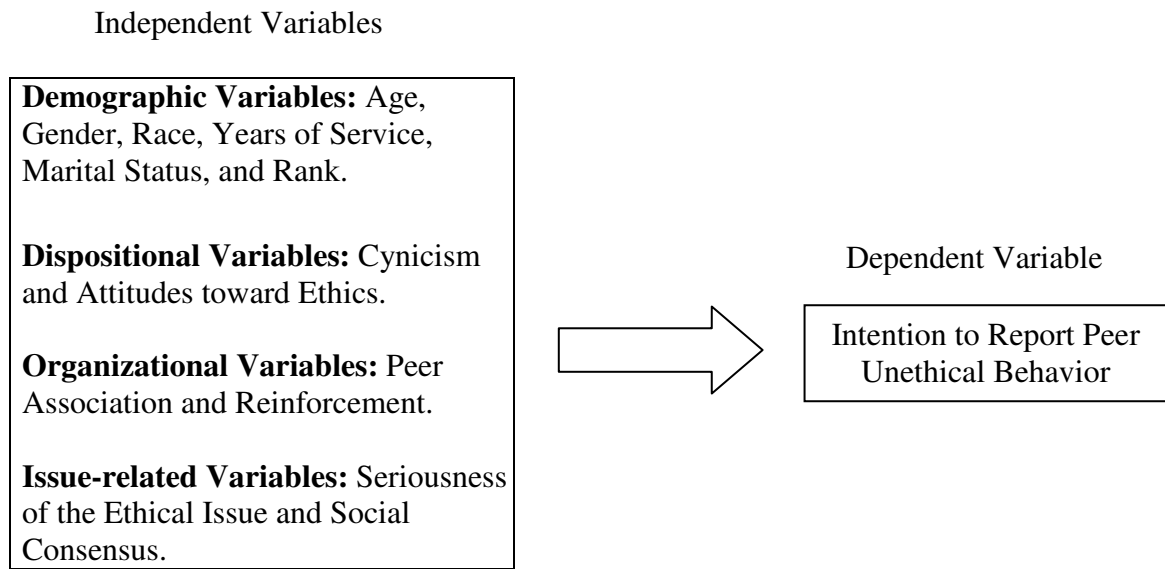 Independent Variables
Demographic Variables: Age,
Gender, Race, Years of Service,
Marital Status, and Rank.
Dispositional Variables: Cynicism
and Attitudes toward Ethics.
Organizational Variables: Peer
Association and Reinforcement.
Issue-related Variables: Seriousness
of the Ethical Issue and Social
Consensus.
Dependent Variable
Intention to Report Peer
Unethical Behavior